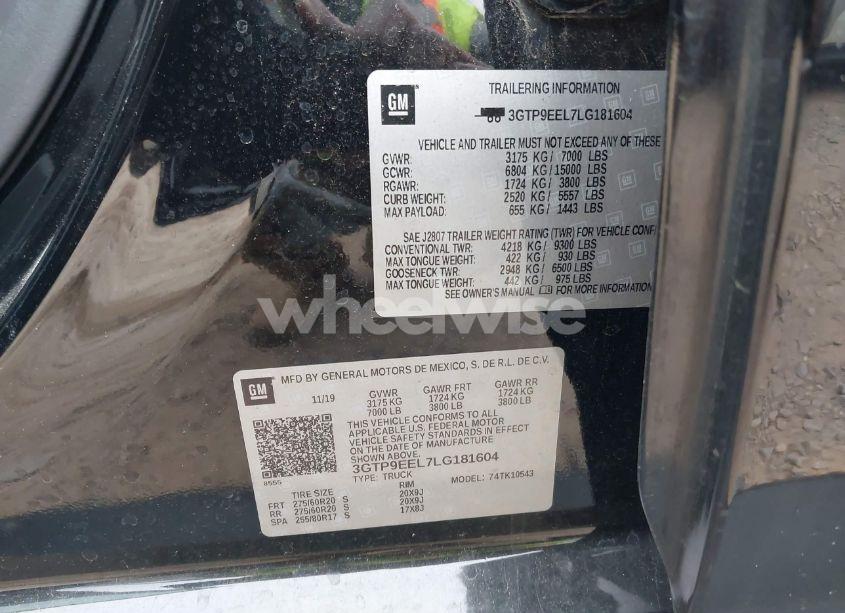 GM
TRAILERING INFORMATION
3GTP9EEL7LG181604
VEHICLE AND TRAILER MUST NOT EXCEED ANY OF THESE
GVWR: 3175 KG/ 7000 LBS
GCWR: 6804 KG/ 15000 LBS
RGAWR: 1724 KG/ 3800 LBS
CURB WEIGHT: 2520 KG/ 5557 LBS
MAX PAYLOAD: 655 KG/ 1443 LBS
SAE J2807 TRAILER WEIGHT RATING (TWR) FOR VEHICLE
CONVENTIONAL TWR: 4218 KG/ 9300 LBS
MAX TONGUE WEIGHT: 422 KG/ 930 LBS
GOOSENECK TWR: 2948 KG/ 6500 LBS
MAX TONGUE WEIGHT: 442 KG/ 975 LBS
SEE OWNER'S MANUAL FOR MORE INFORMATION
wheelwise
GM
MFD BY GENERAL MOTORS DE MEXICO, S. DE R.L. DE C.V.
11/19 GVWR GAWR FRT GAWR RR
3175 KG 1724 KG 1724 KG
7000 LB 3800 LB 3800 LB
THIS VEHICLE CONFORMS TO ALL
APPLICABLE U.S. FEDERAL MOTOR
VEHICLE SAFETY STANDARDS IN EFFECT
ON THE DATE OF MANUFACTURE
SHOWN ABOVE.
3GTP9EEL7LG181604
8555 TYPE: TRUCK MODEL: 74TK10543
TIRE SIZE RIM
FRT 275/60R20 S 20X9J
RR 275/60R20 S 20X9J
SPA 255/80R17 S 17X8J